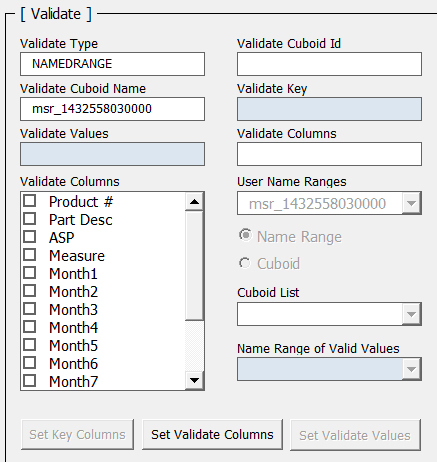 [ Validate ]
Validate Type
NAMEDRANGE
Validate Cuboid Name
msr_1432558030000
Validate Values
Validate Columns
Product #
Part Desc
ASP
Measure
Month1
Month2
Month3
Month4
Month5
Month6
Month7
Validate Cuboid Id
Validate Key
Validate Columns
User Name Ranges
msr_1432558030000
Name Range
Cuboid
Cuboid List
Name Range of Valid Values
Set Key Columns
Set Validate Columns
Set Validate Values